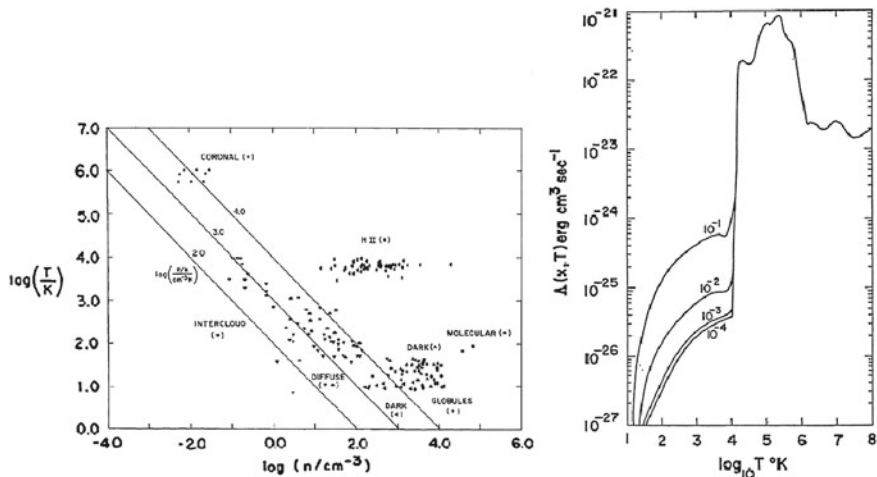 7.0
6.0
5.0
4.0
3.0
2.0
1.0
0.0
log(T/K)
-4.0 -2.0 0.0 2.0 4.0 6.0
log (n/cm⁻³)
CORONAL (•)
4.0
3.0
2.0
H II (•)
INTERCLOUD
DIFFUSE
DARK
DARK(•)
MOLECULAR (•)
GLOBULES
10⁻²¹
10⁻²²
10⁻²³
10⁻²⁴
10⁻²⁵
10⁻²⁶
10⁻²⁷
Λ(x,T) erg cm³ sec⁻¹
10⁻¹
10⁻²
10⁻³
10⁻⁴
1 2 3 4 5 6 7 8
log₁₀T °K